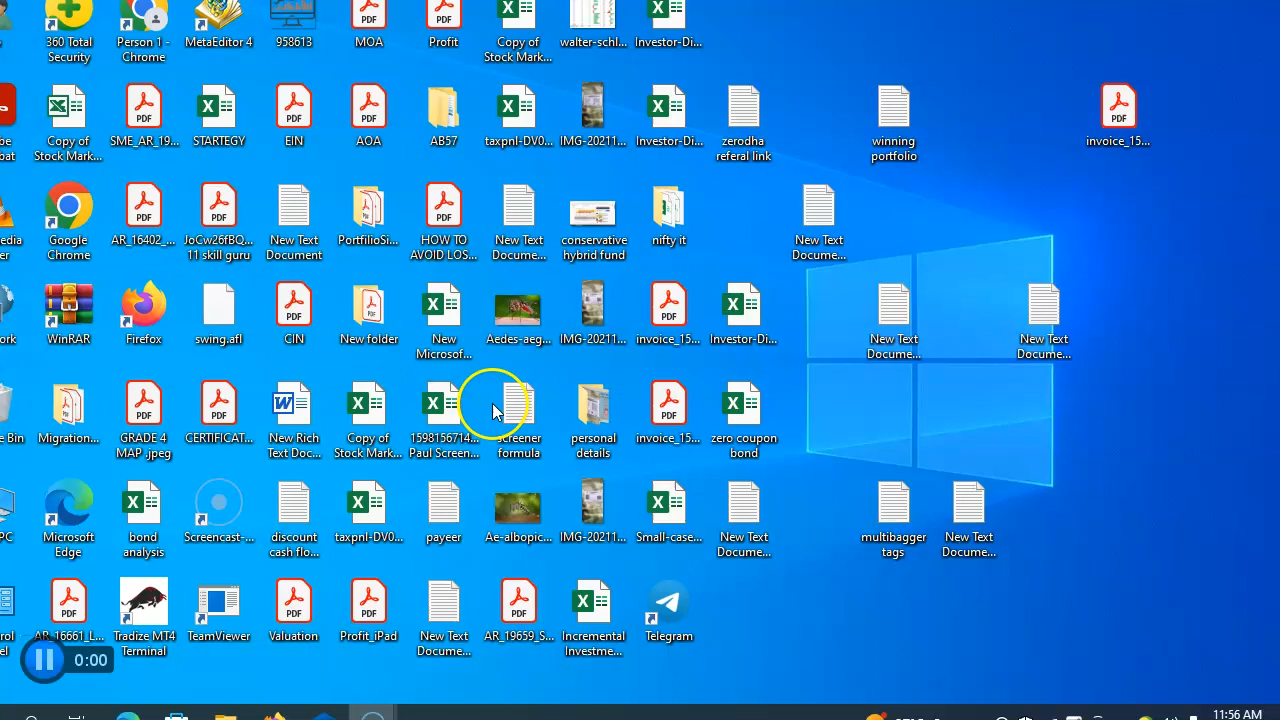 360 Total
Security
Person 1 -
Chrome
MetaEditor 4
958613
MOA
Profit
Copy of
Stock Mark...
walter-schl...
Investor-Di...
Copy of
Stock Mark...
SME_AR_19...
STARTEGY
EIN
AOA
AB57
taxpnl-DV0...
IMG-20211...
Investor-Di...
zerodha
referal link
winning
portfolio
invoice_15...
Google
Chrome
AR_16402_...
JoCw26fBQ...
11 skill guru
New Text
Document
PortfilioSi...
HOW TO
AVOID LOS...
New Text
Docume...
conservative
hybrid fund
nifty it
New Text
Docume...
ork
WinRAR
Firefox
swing.afl
CIN
New folder
New
Microsof...
Aedes-aeg...
IMG-20211...
invoice_15...
Investor-Di...
New Text
Docume...
New Text
Docume...
e Bin
Migration...
GRADE 4
MAP .jpeg
CERTIFICAT...
New Rich
Text Doc...
Copy of
Stock Mark...
1598156714...
Paul Screen...
screener
formula
personal
details
invoice_15...
zero coupon
bond
PC
Microsoft
Edge
bond
analysis
Screencast-...
discount
cash flo...
taxpnl-DV0...
payeer
Ae-albopic...
IMG-20211...
Small-case...
New Text
Docume...
multibagger
tags
New Text
Docume...
AR_16661_L...
Tradize MT4
Terminal
TeamViewer
Valuation
Profit_iPad
New Text
Docume...
AR_19659_S...
Incremental
Investme...
Telegram
0:00
11:56 AM